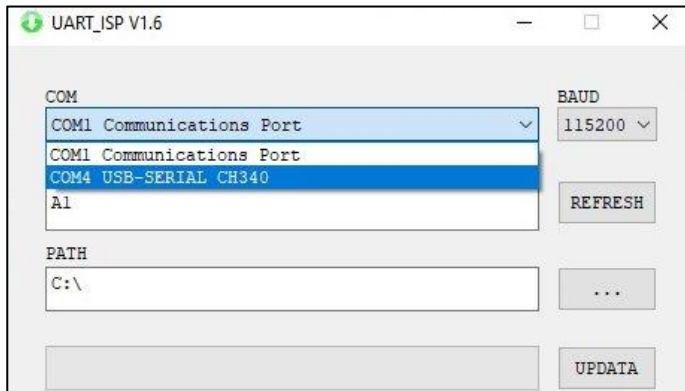 UART_ISP V1.6
COM
BAUD
COM1 Communications Port
115200
COM1 Communications Port
COM4 USB-SERIAL CH340
A1
REFRESH
PATH
C:\
...
UPDATA